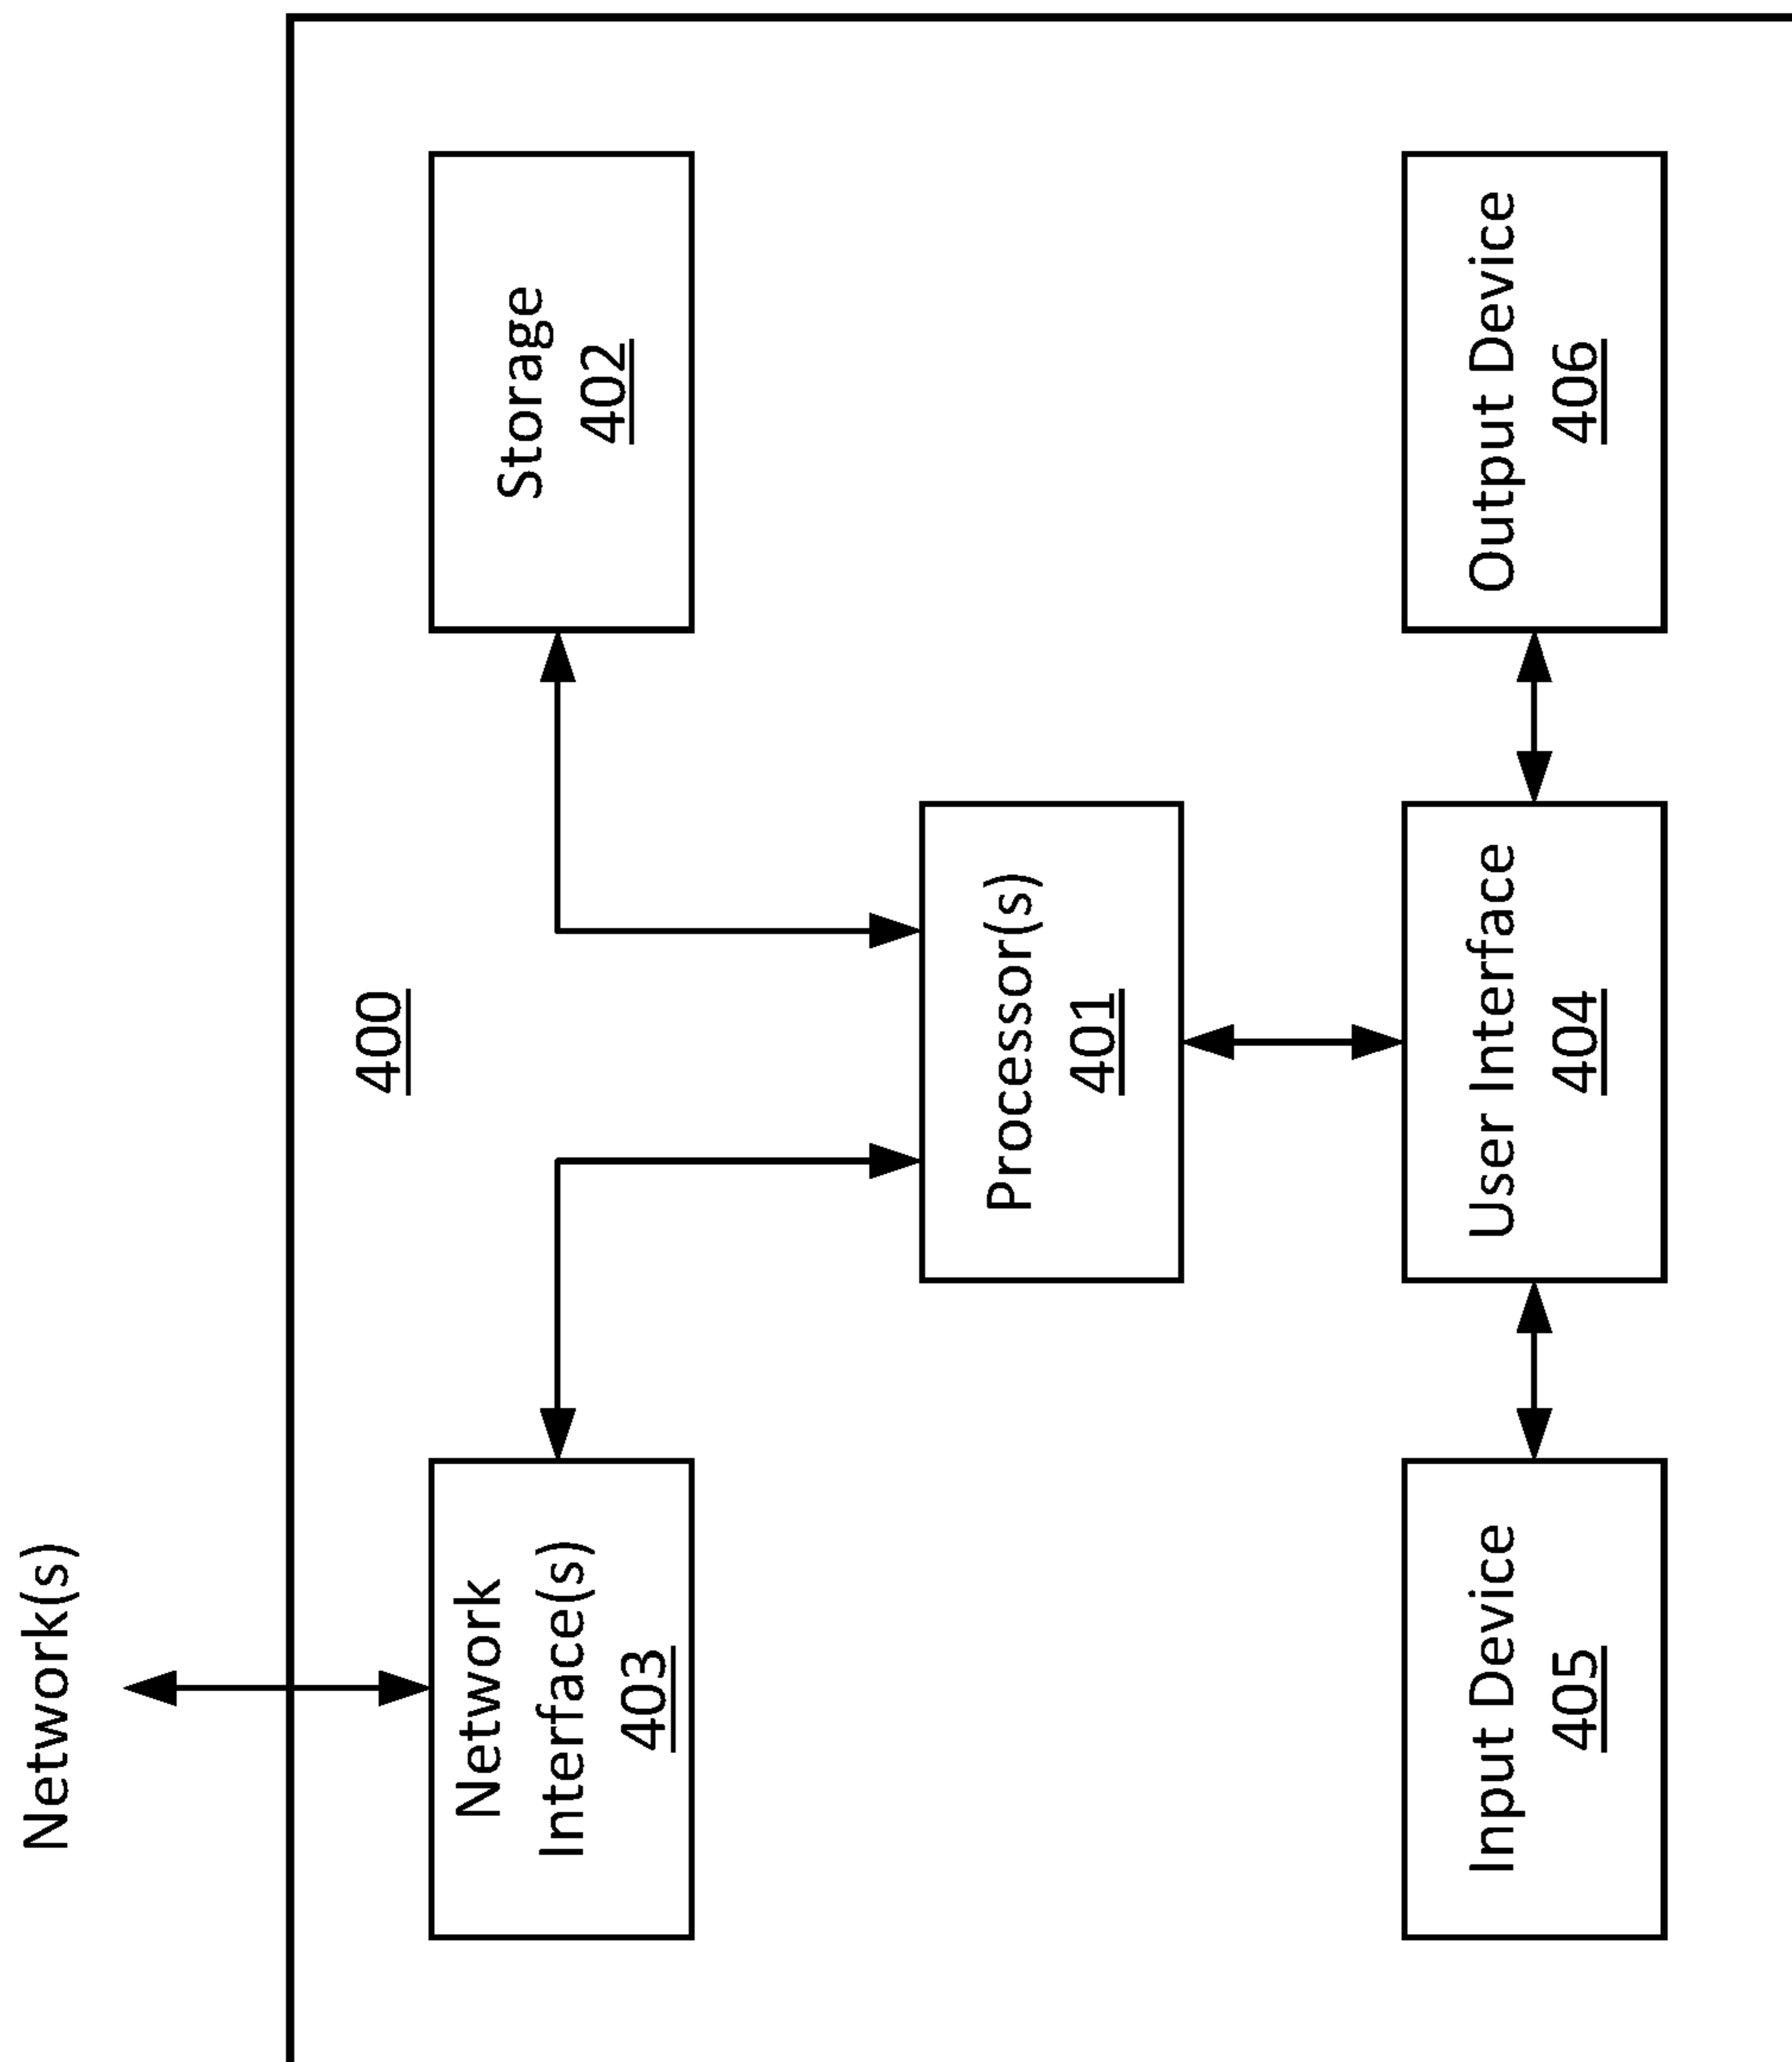 Network(s)
400
Network
Interface(s)
403
Storage
402
Processor(s)
401
Input Device
405
User Interface
404
Output Device
406